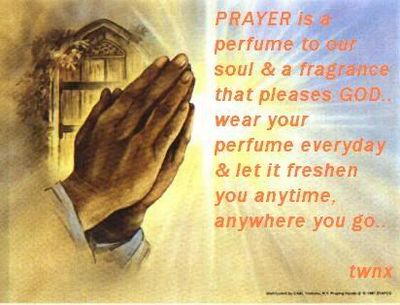 PRAYER is a
perfume to our
soul & a fragrance
that pleases GOD..
wear your
perfume everyday
& let it freshen
you anytime,
anywhere you go..
twnx